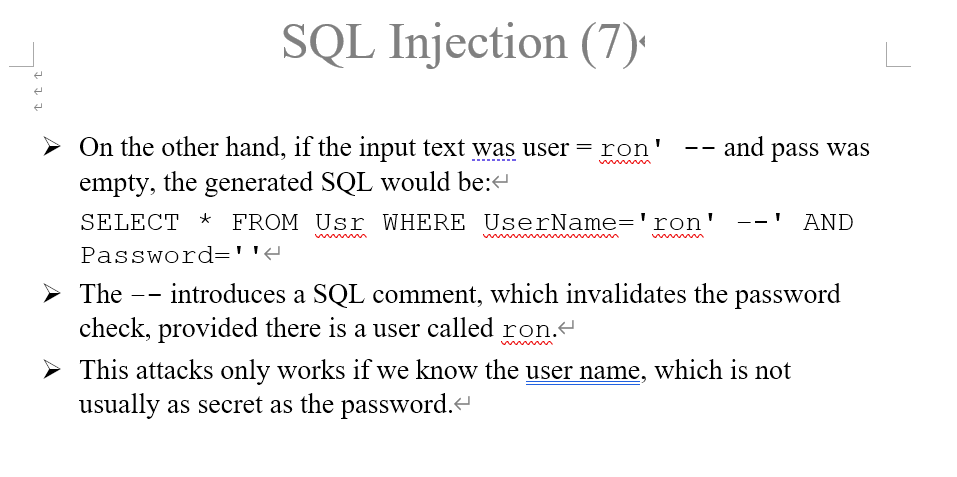 SQL Injection (7)
➢ On the other hand, if the input text was user = ron' -- and pass was
empty, the generated SQL would be:
SELECT * FROM Usr WHERE UserName='ron' --' AND
Password=''
➢ The -- introduces a SQL comment, which invalidates the password
check, provided there is a user called ron.
➢ This attacks only works if we know the user name, which is not
usually as secret as the password.